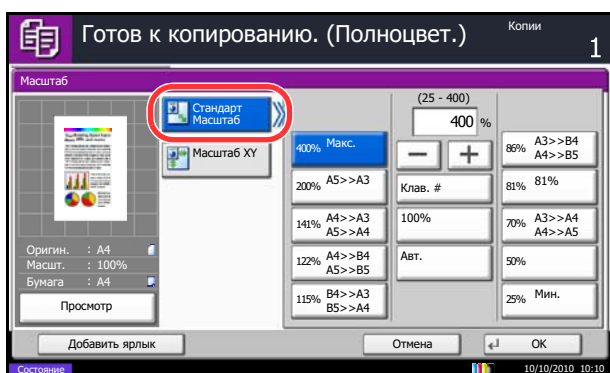 Готов к копированию. (Полноцвет.)
Копии
1
Масштаб
Стандарт
Масштаб
Масштаб XY
(25 - 400)
400 %
400% Макс.
200% A5>>A3
141% A4>>A3
A5>>A4
122% A4>>B4
A5>>B5
115% B4>>A3
B5>>A4
Клав. #
100%
Авт.
86% A3>>B4
A4>>B5
81% 81%
70% A3>>A4
A4>>A5
50%
25% Мин.
Оригин. : A4
Масшт. : 100%
Бумага : A4
Просмотр
Добавить ярлык
Отмена
OK
Состояние
10/10/2010 10:10